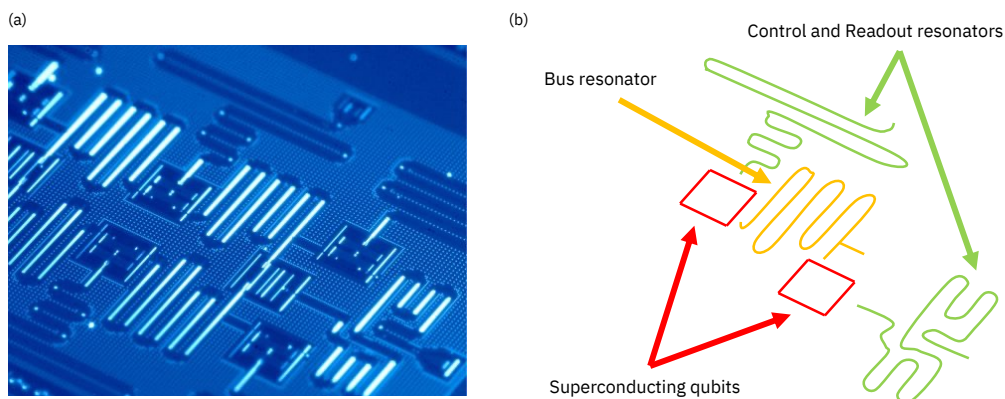 (a)
(b)
Control and Readout resonators
Bus resonator
Superconducting qubits